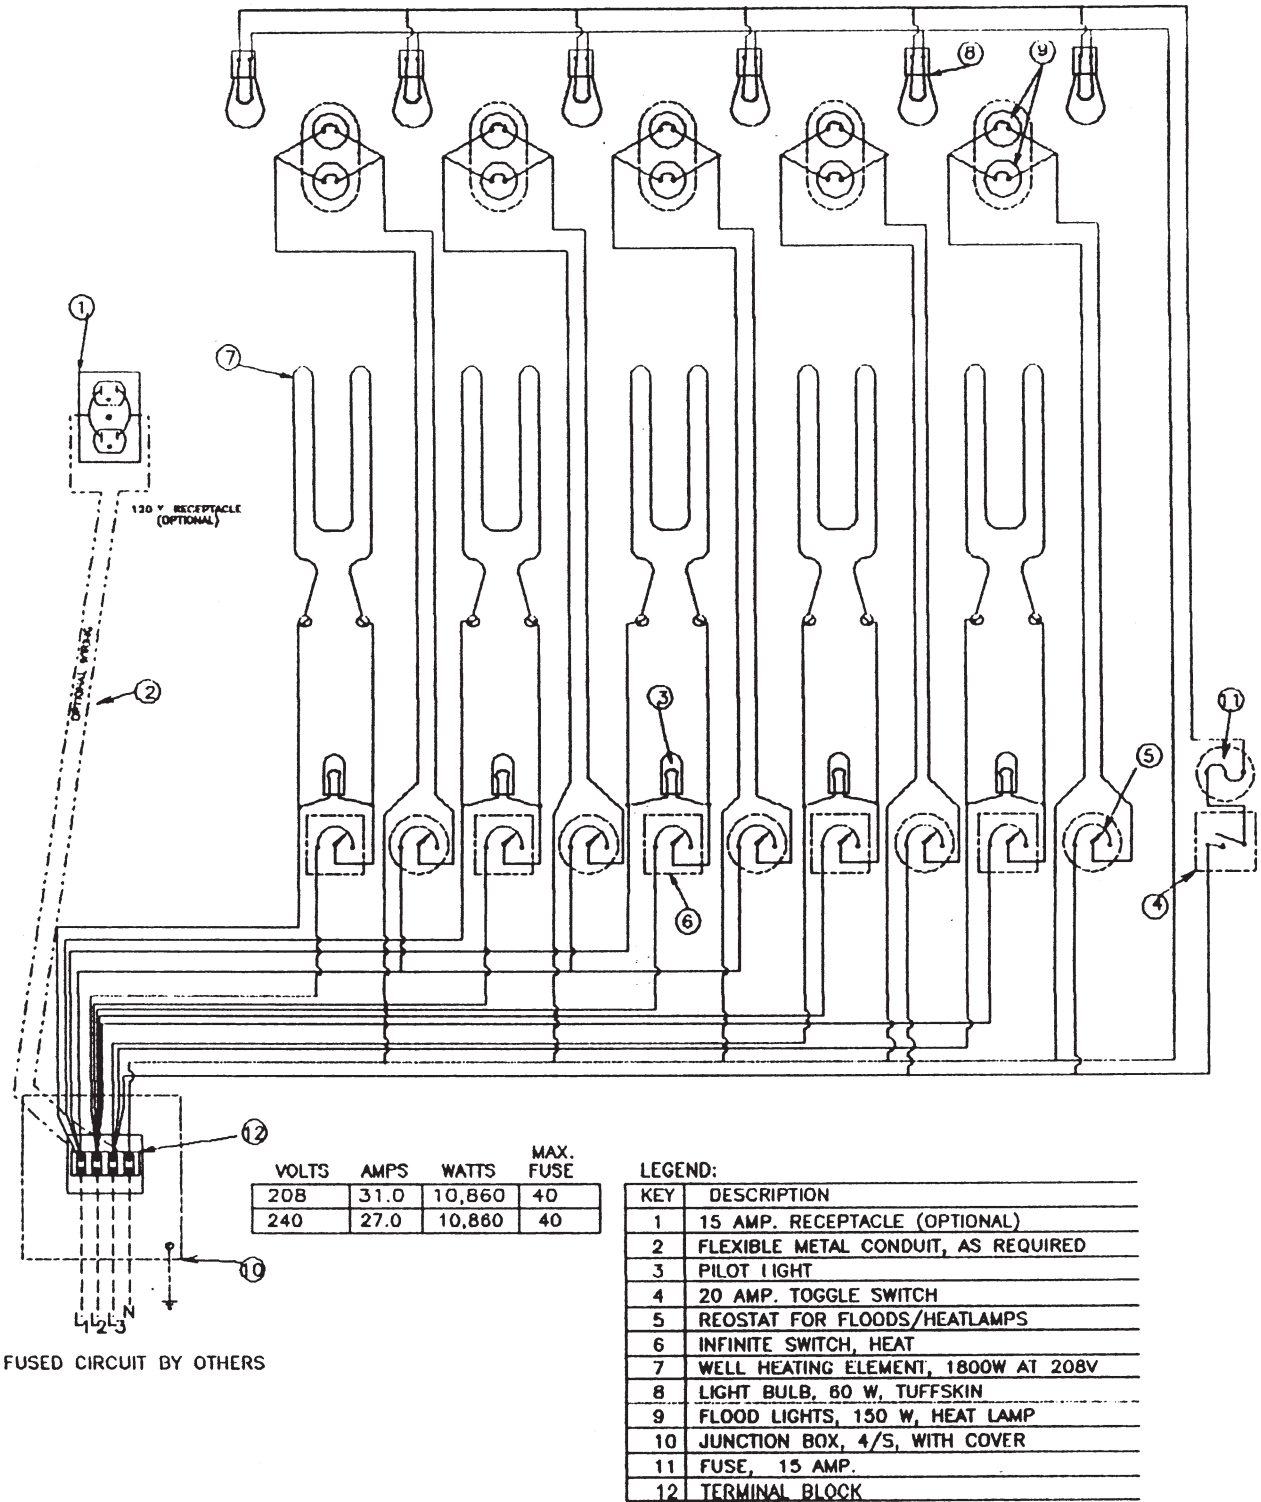 8
9
1
7
120 V RECEPTACLE
(OPTIONAL)
OPTIONAL WIRING
2
3
11
5
4
6
12
10
L1 L2 L3 N
FUSED CIRCUIT BY OTHERS
VOLTS AMPS WATTS MAX. FUSE
208 31.0 10,860 40
240 27.0 10,860 40
LEGEND:
KEY DESCRIPTION
1 15 AMP. RECEPTACLE (OPTIONAL)
2 FLEXIBLE METAL CONDUIT, AS REQUIRED
3 PILOT LIGHT
4 20 AMP. TOGGLE SWITCH
5 REOSTAT FOR FLOODS/HEATLAMPS
6 INFINITE SWITCH, HEAT
7 WELL HEATING ELEMENT, 1800W AT 208V
8 LIGHT BULB, 60 W, TUFFSKIN
9 FLOOD LIGHTS, 150 W, HEAT LAMP
10 JUNCTION BOX, 4/S, WITH COVER
11 FUSE, 15 AMP.
12 TERMINAL BLOCK